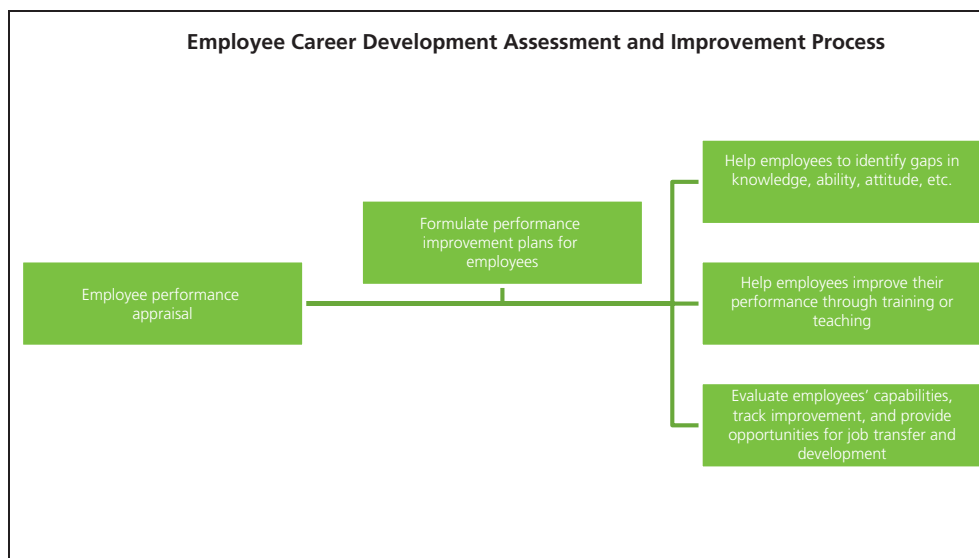 Employee Career Development Assessment and Improvement Process
Employee performance
appraisal
Formulate performance
improvement plans for
employees
Help employees to identify gaps in
knowledge, ability, attitude, etc.
Help employees improve their
performance through training or
teaching
Evaluate employees’ capabilities,
track improvement, and provide
opportunities for job transfer and
development